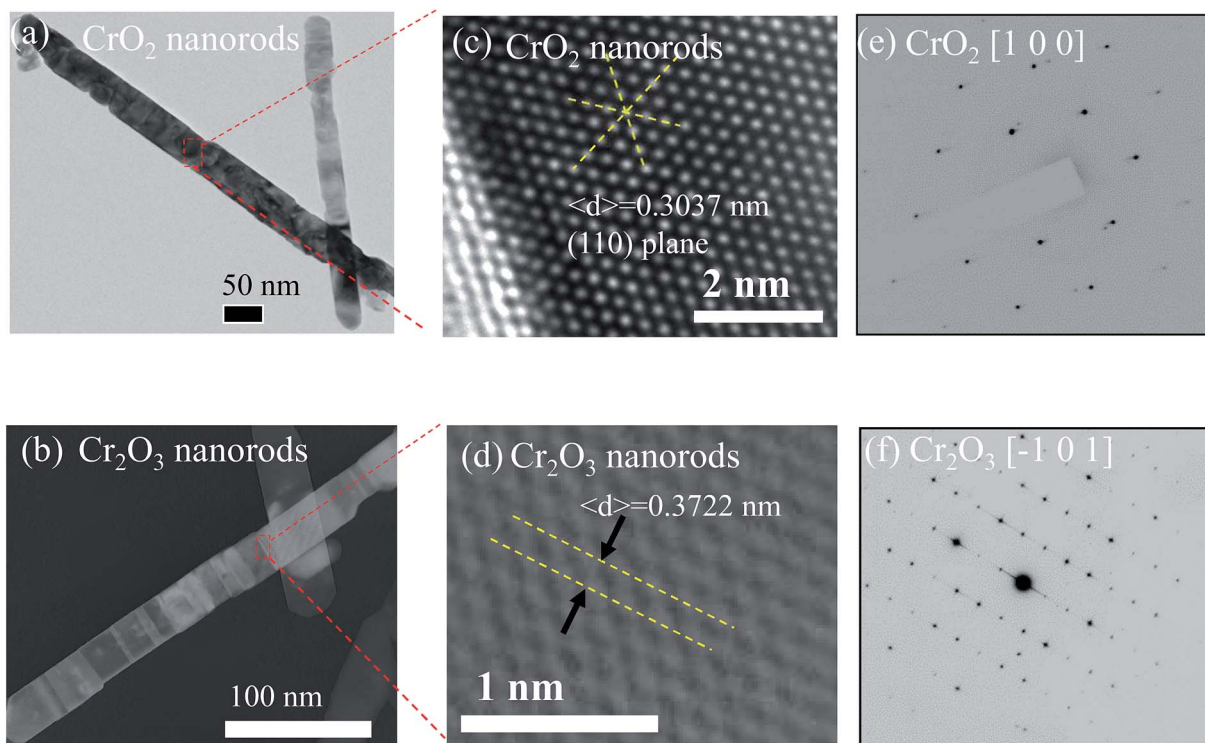 (a) CrO₂ nanorods
50 nm
(c) CrO₂ nanorods
<d>=0.3037 nm
(110) plane
2 nm
(e) CrO₂ [1 0 0]
(b) Cr₂O₃ nanorods
100 nm
(d) Cr₂O₃ nanorods
<d>=0.3722 nm
1 nm
(f) Cr₂O₃ [-1 0 1]